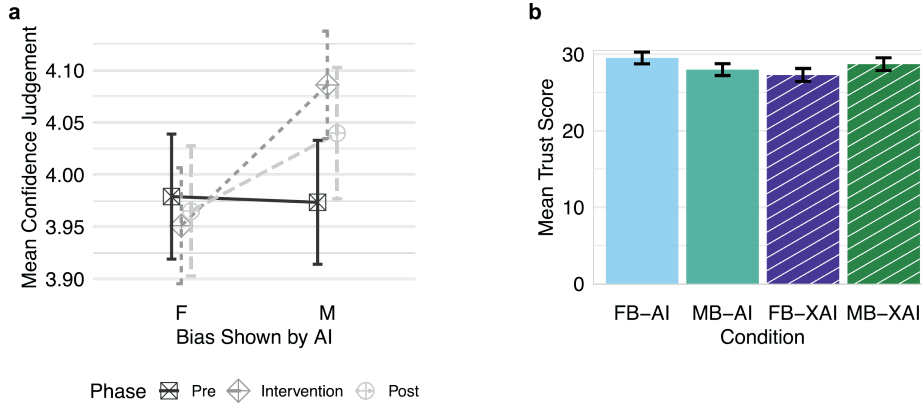 a
Mean Confidence Judgement
4.10
4.05
4.00
3.95
3.90
F M
Bias Shown by AI
Phase Pre Intervention Post
b
Mean Trust Score
30
20
10
0
FB−AI MB−AI FB−XAI MB−XAI
Condition